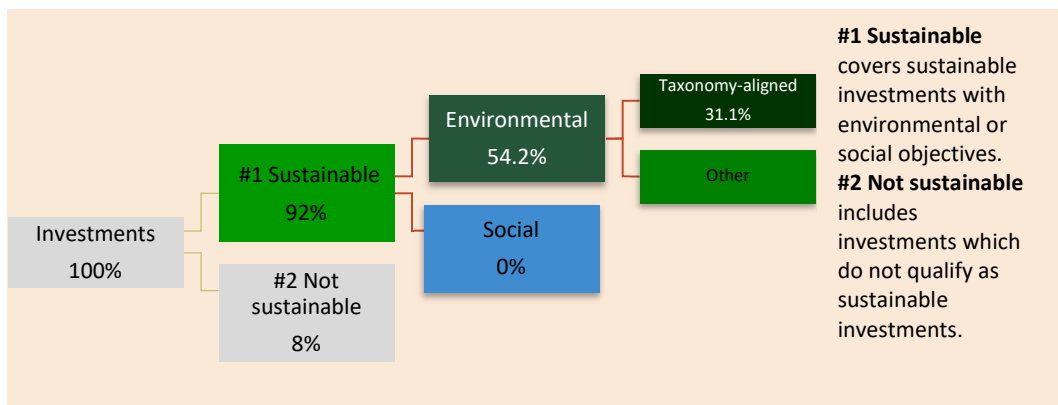 Investments
100%
#1 Sustainable
92%
#2 Not
sustainable
8%
Environmental
54.2%
Social
0%
Taxonomy-aligned
31.1%
Other
#1 Sustainable
covers sustainable
investments with
environmental or
social objectives.
#2 Not sustainable
includes
investments which
do not qualify as
sustainable
investments.